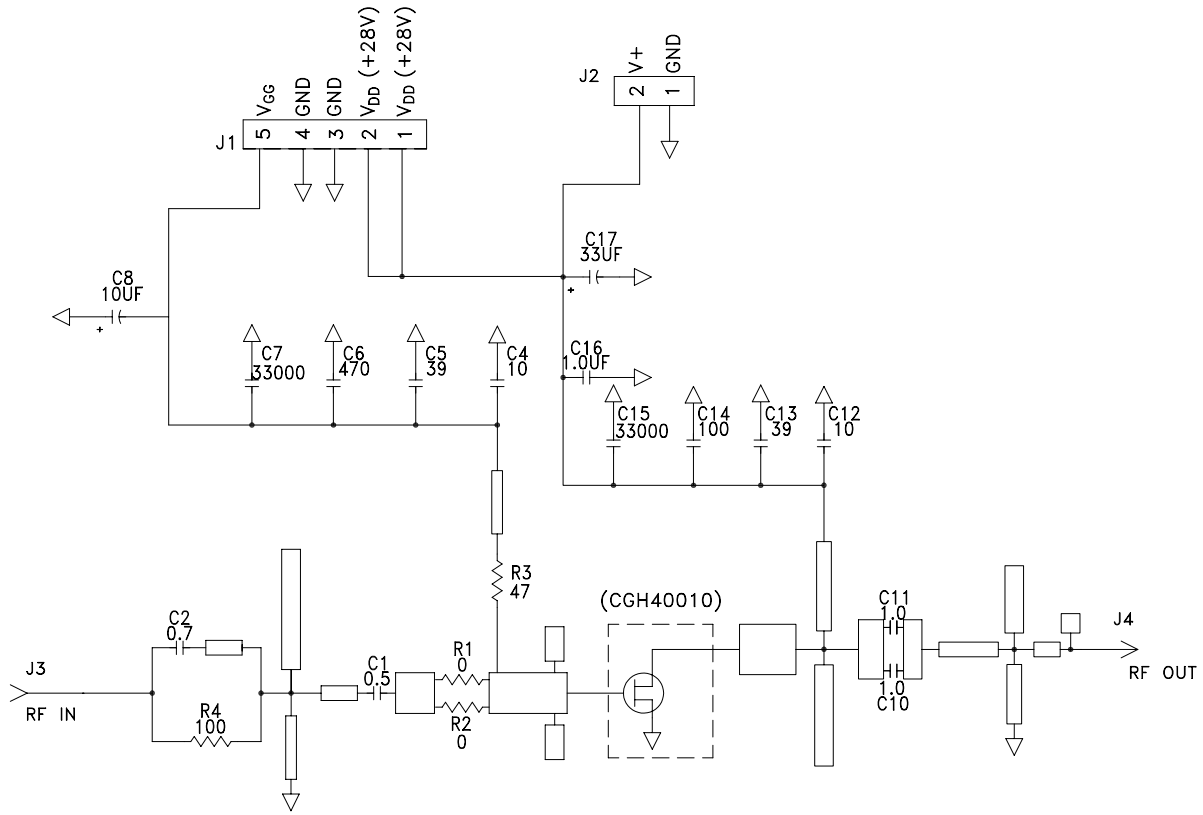 J1
5 VGG
4 GND
3 GND
2 VDD (+28V)
1 VDD (+28V)
J2
2 V+
1 GND
C8
10UF
+
C17
33UF
+
C16
1.0UF
C7
33000
C6
470
C5
39
C4
10
C15
33000
C14
100
C13
39
C12
10
R3
47
(CGH40010)
J3
RF IN
C2
0.7
R4
100
C1
0.5
R1
0
R2
0
C11
1.0
1.0
C10
J4
RF OUT